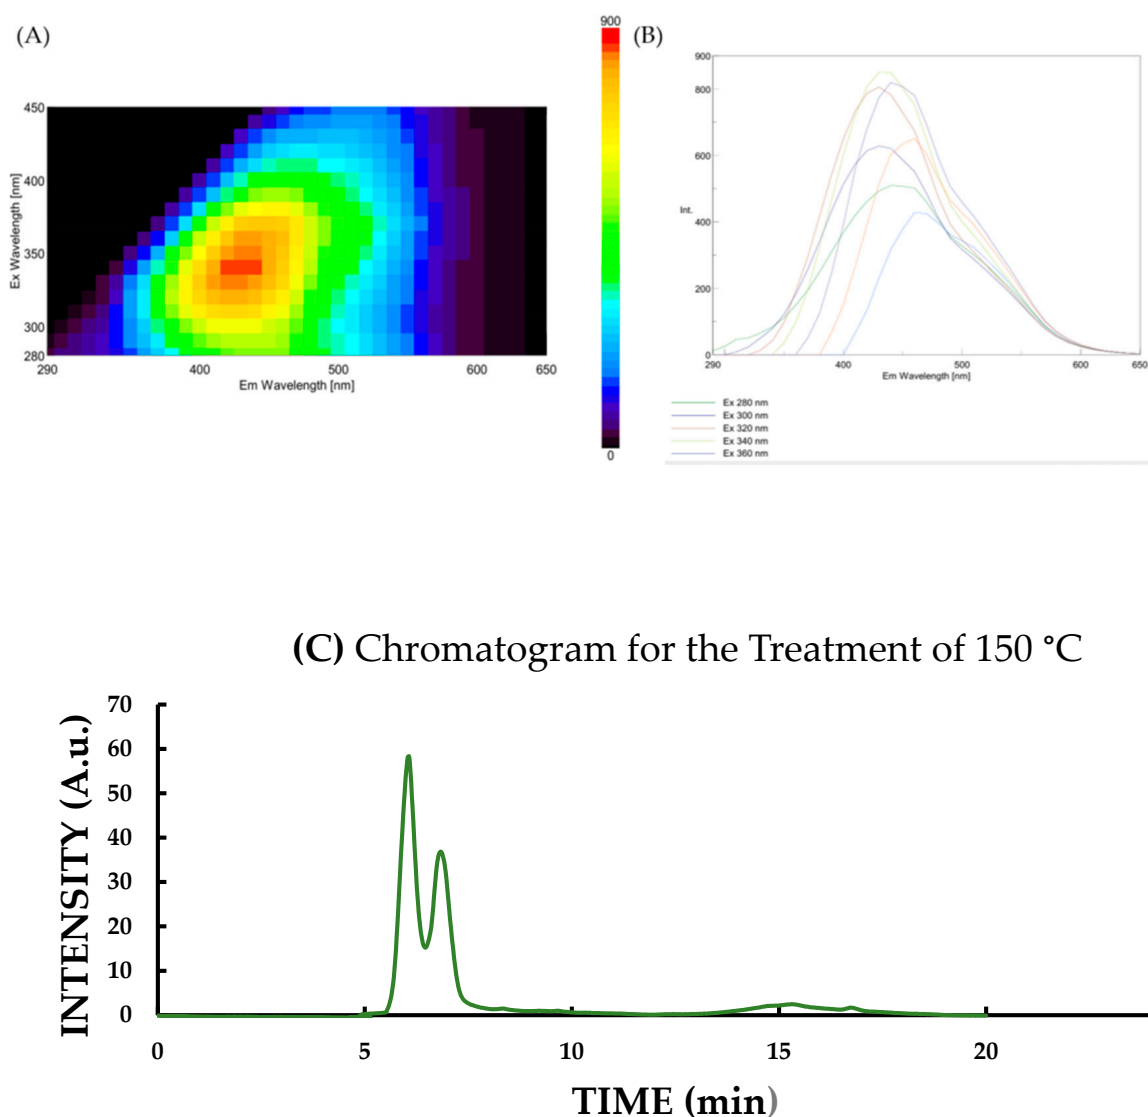 (A)
900
(B)
450
400
350
300
280
Ex Wavelength [nm]
290
400
500
600
650
Em Wavelength [nm]
0
900
800
600
400
200
0
Int.
290
400
500
600
650
Em Wavelength [nm]
Ex 280 nm
Ex 300 nm
Ex 320 nm
Ex 340 nm
Ex 360 nm
(C) Chromatogram for the Treatment of 150 °C
INTENSITY (A.u.)
70
60
50
40
30
20
10
0
0
5
10
15
20
TIME (min)